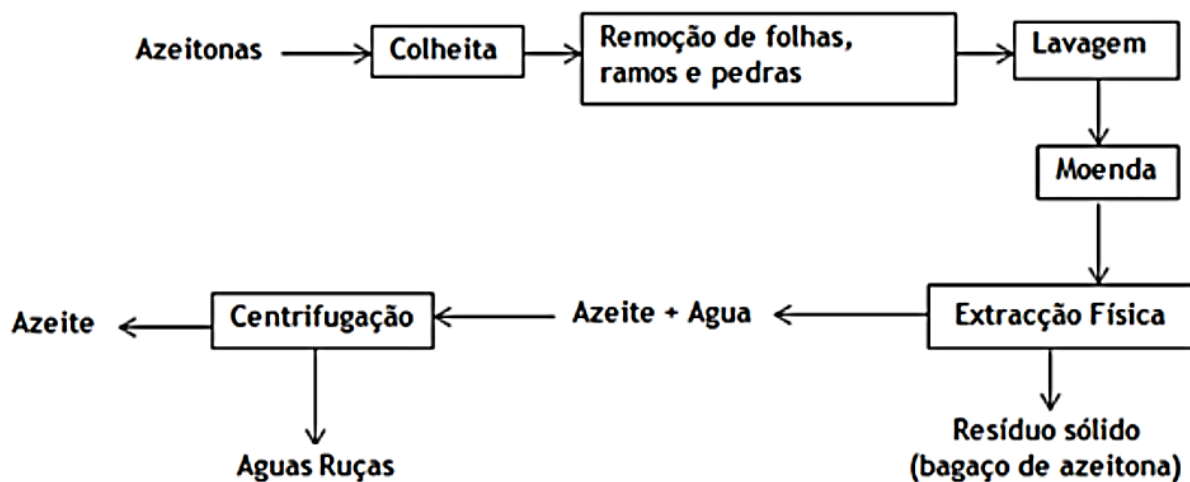 Azeitonas
Colheita
Remoção de folhas,
ramos e pedras
Lavagem
Moenda
Extracção Física
Azeite + Agua
Centrifugação
Azeite
Resíduo sólido
(bagaço de azeitona)
Aguas Ruças